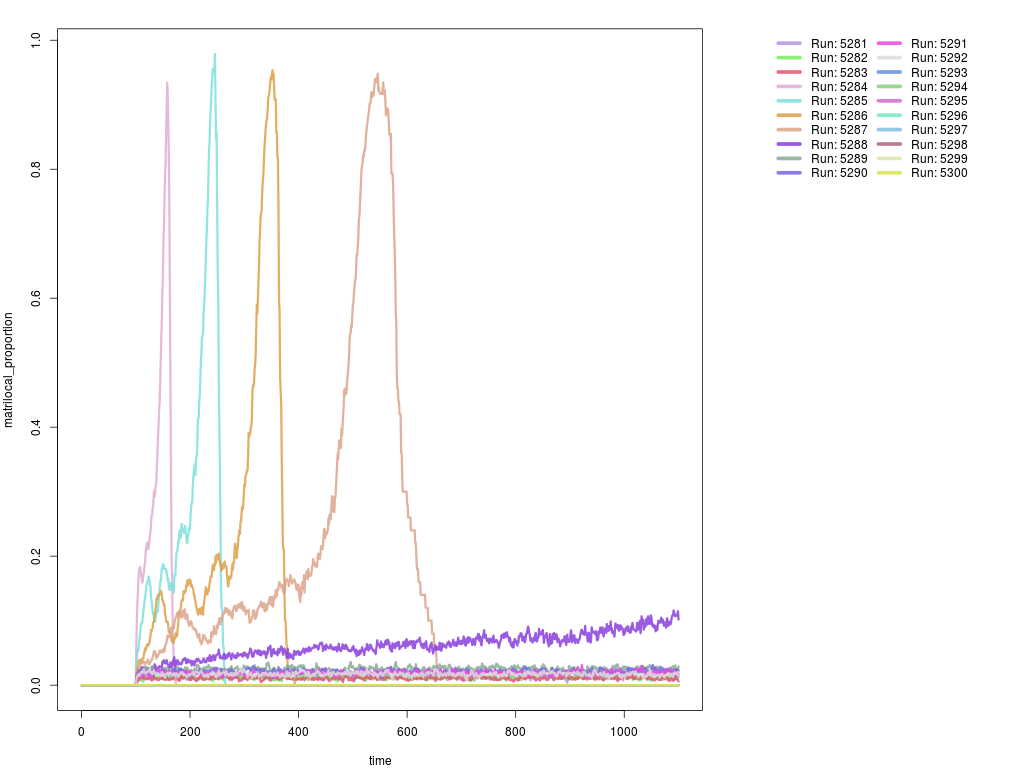 matrilocal_proportion
1.0
0.8
0.6
0.4
0.2
0.0
0 200 400 600 800 1000
time
Run: 5281 Run: 5291
Run: 5282 Run: 5292
Run: 5283 Run: 5293
Run: 5284 Run: 5294
Run: 5285 Run: 5295
Run: 5286 Run: 5296
Run: 5287 Run: 5297
Run: 5288 Run: 5298
Run: 5289 Run: 5299
Run: 5290 Run: 5300